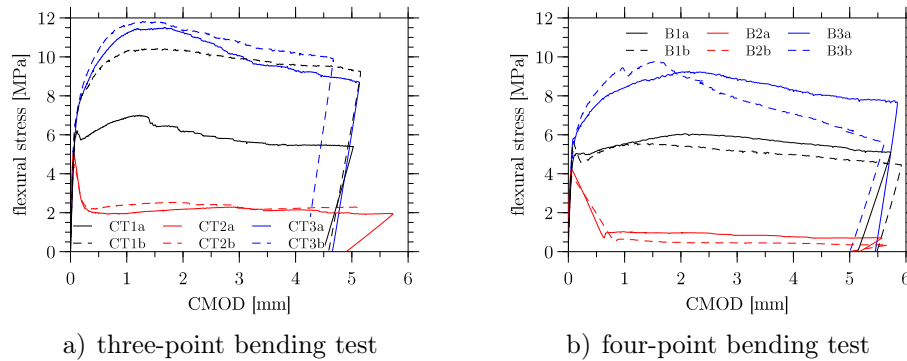 12
10
8
6
4
2
0
flexural stress [MPa]
CT1a CT2a CT3a
CT1b CT2b CT3b
0 1 2 3 4 5 6
CMOD [mm]
a) three-point bending test
12
10
8
6
4
2
0
flexural stress [MPa]
B1a B2a B3a
B1b B2b B3b
0 1 2 3 4 5 6
CMOD [mm]
b) four-point bending test